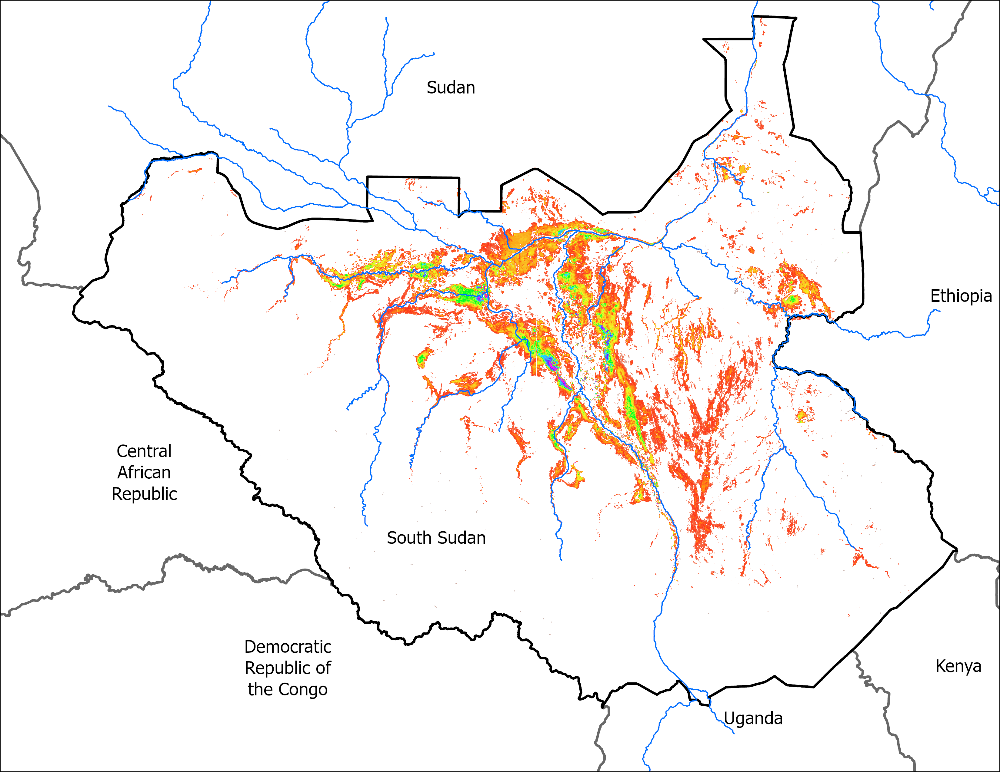 Sudan
Ethiopia
Central
African
Republic
South Sudan
Democratic
Republic of
the Congo
Kenya
Uganda